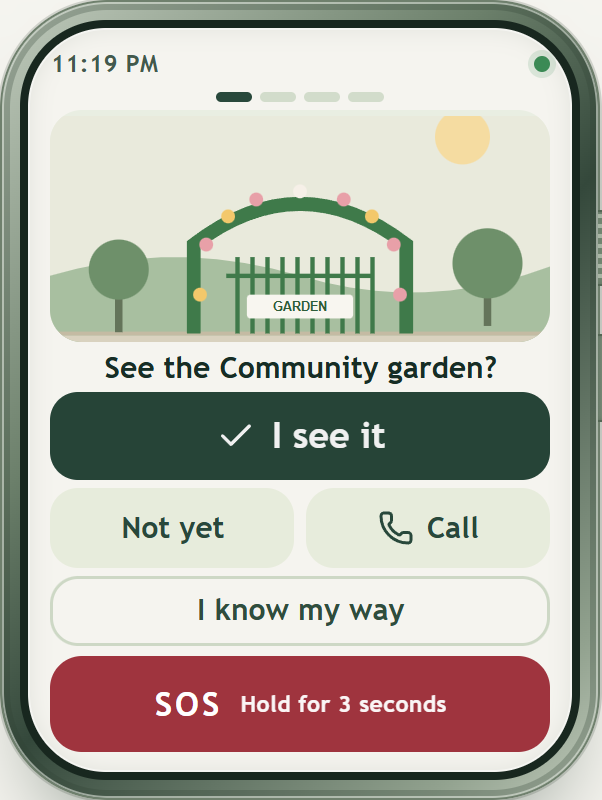 11:19 PM
GARDEN
See the Community garden?
I see it
Not yet
Call
I know my way
SOS Hold for 3 seconds